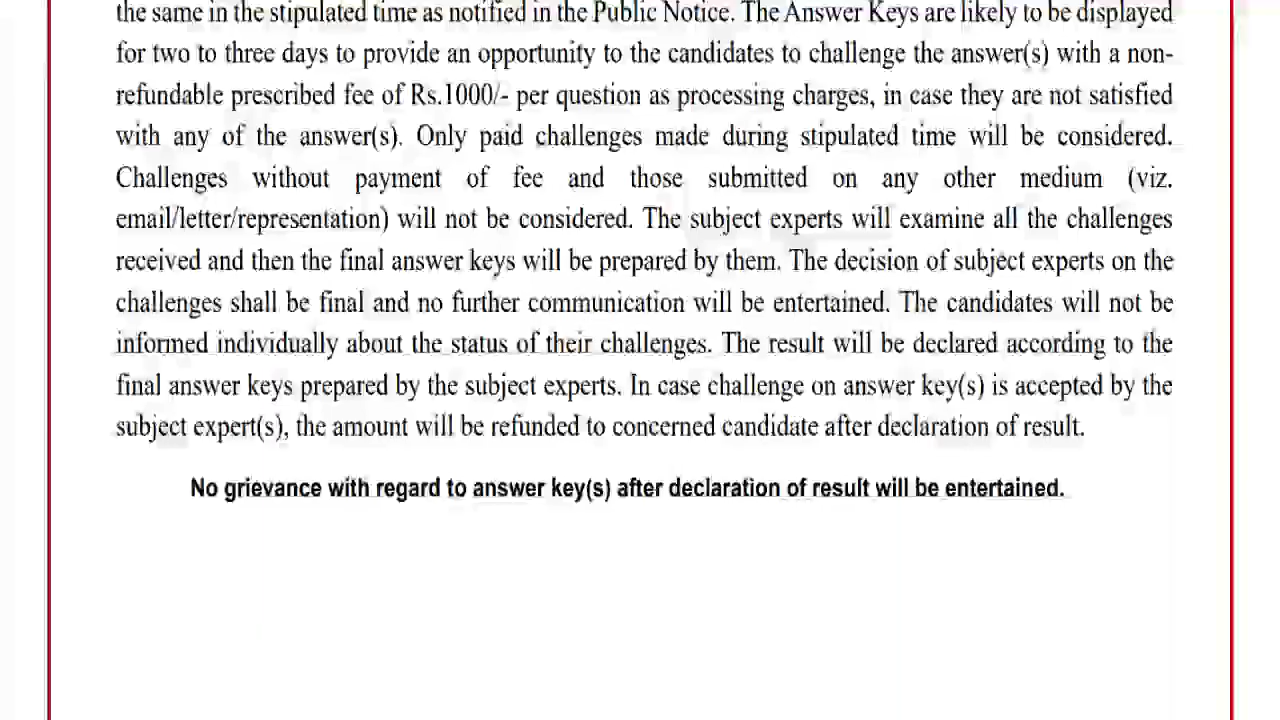 the same in the stipulated time as notified in the Public Notice. The Answer Keys are likely to be displayed
for two to three days to provide an opportunity to the candidates to challenge the answer(s) with a non-
refundable prescribed fee of Rs.1000/- per question as processing charges, in case they are not satisfied
with any of the answer(s). Only paid challenges made during stipulated time will be considered.
Challenges without payment of fee and those submitted on any other medium (viz.
email/letter/representation) will not be considered. The subject experts will examine all the challenges
received and then the final answer keys will be prepared by them. The decision of subject experts on the
challenges shall be final and no further communication will be entertained. The candidates will not be
informed individually about the status of their challenges. The result will be declared according to the
final answer keys prepared by the subject experts. In case challenge on answer key(s) is accepted by the
subject expert(s), the amount will be refunded to concerned candidate after declaration of result.
No grievance with regard to answer key(s) after declaration of result will be entertained.